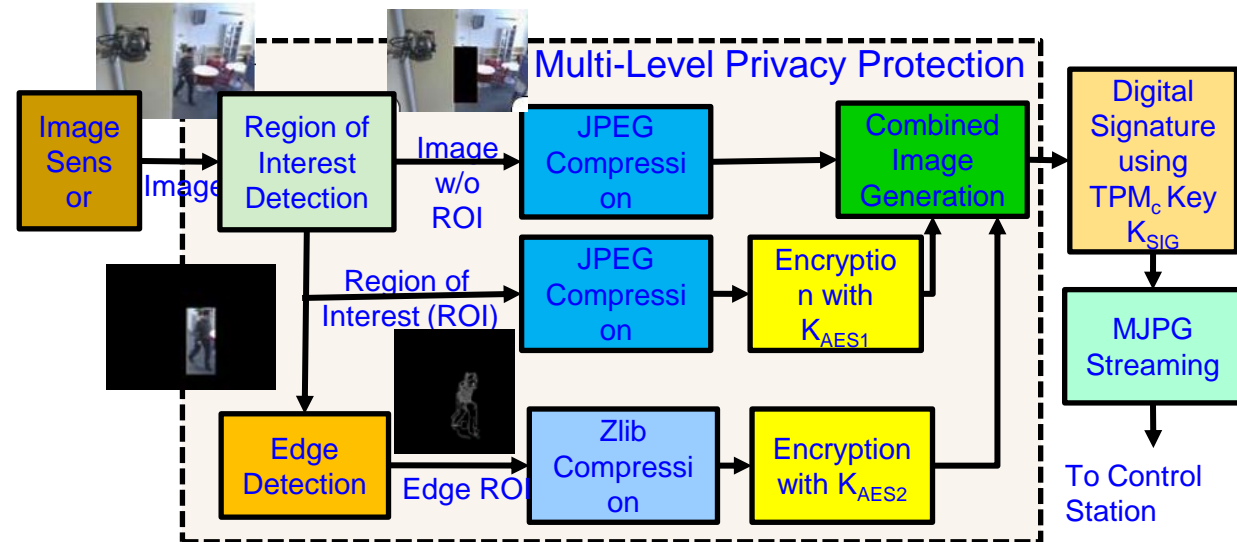 Multi-Level Privacy Protection
Image
Sens
or
Image
Region of
Interest
Detection
Image
w/o
ROI
JPEG
Compressi
on
Combined
Image
Generation
Digital
Signature
using
TPMc Key
KSIG
Region of
Interest (ROI)
JPEG
Compressi
on
Encryptio
n with
KAES1
MJPG
Streaming
Edge
Detection
Edge ROI
Zlib
Compressi
on
Encryption
with KAES2
To Control
Station